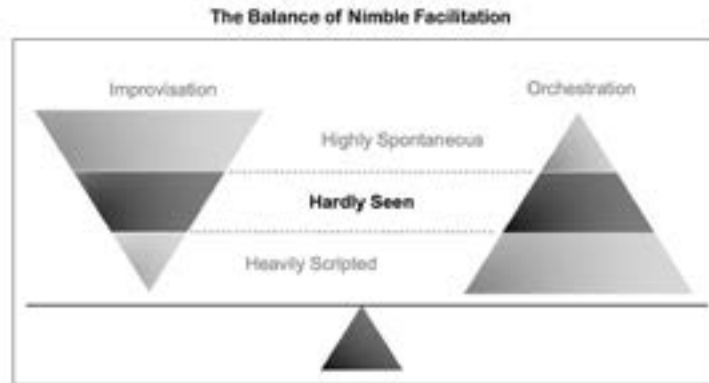 The Balance of Nimble Facilitation
Improvisation
Orchestration
Highly Spontaneous
Hardly Seen
Heavily Scripted